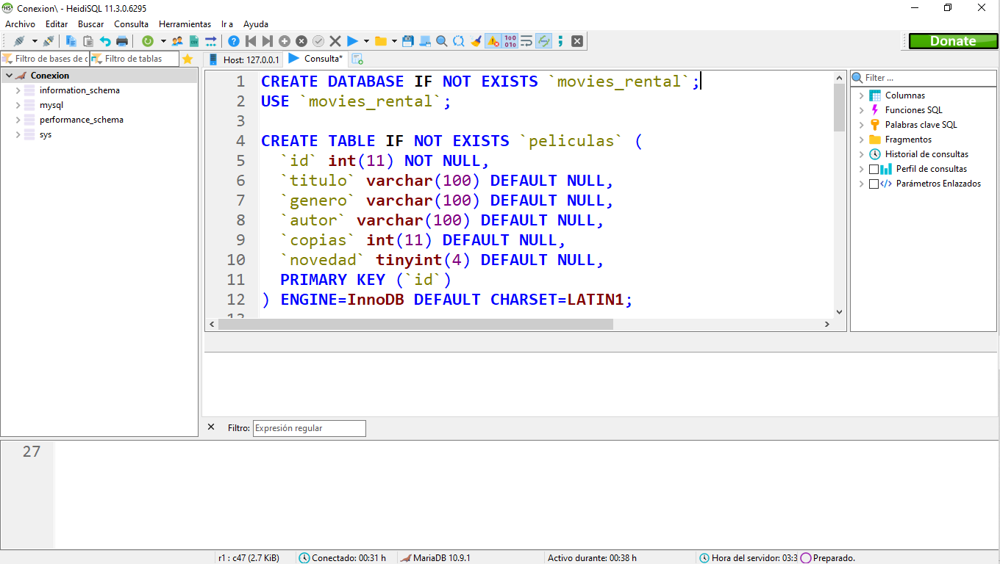 Conexion\ - HeidiSQL 11.3.0.6295
Archivo Editar Buscar Consulta Herramientas Ir a Ayuda
Donate
Filtro de bases de d Filtro de tablas
Host: 127.0.0.1 Consulta*
Conexion
information_schema
mysql
performance_schema
sys
1 CREATE DATABASE IF NOT EXISTS `movies_rental`;
2 USE `movies_rental`;
3
4 CREATE TABLE IF NOT EXISTS `peliculas` (
5 `id` int(11) NOT NULL,
6 `titulo` varchar(100) DEFAULT NULL,
7 `genero` varchar(100) DEFAULT NULL,
8 `autor` varchar(100) DEFAULT NULL,
9 `copias` int(11) DEFAULT NULL,
10 `novedad` tinyint(4) DEFAULT NULL,
11 PRIMARY KEY (`id`)
12 ) ENGINE=InnoDB DEFAULT CHARSET=LATIN1;
13
Filter ...
Columnas
Funciones SQL
Palabras clave SQL
Fragmentos
Historial de consultas
Perfil de consultas
Parámetros Enlazados
Filtro: Expresión regular
27
r1 : c47 (2.7 KiB) Conectado: 00:31 h MariaDB 10.9.1 Activo durante: 00:38 h Hora del servidor: 03:3 Preparado.